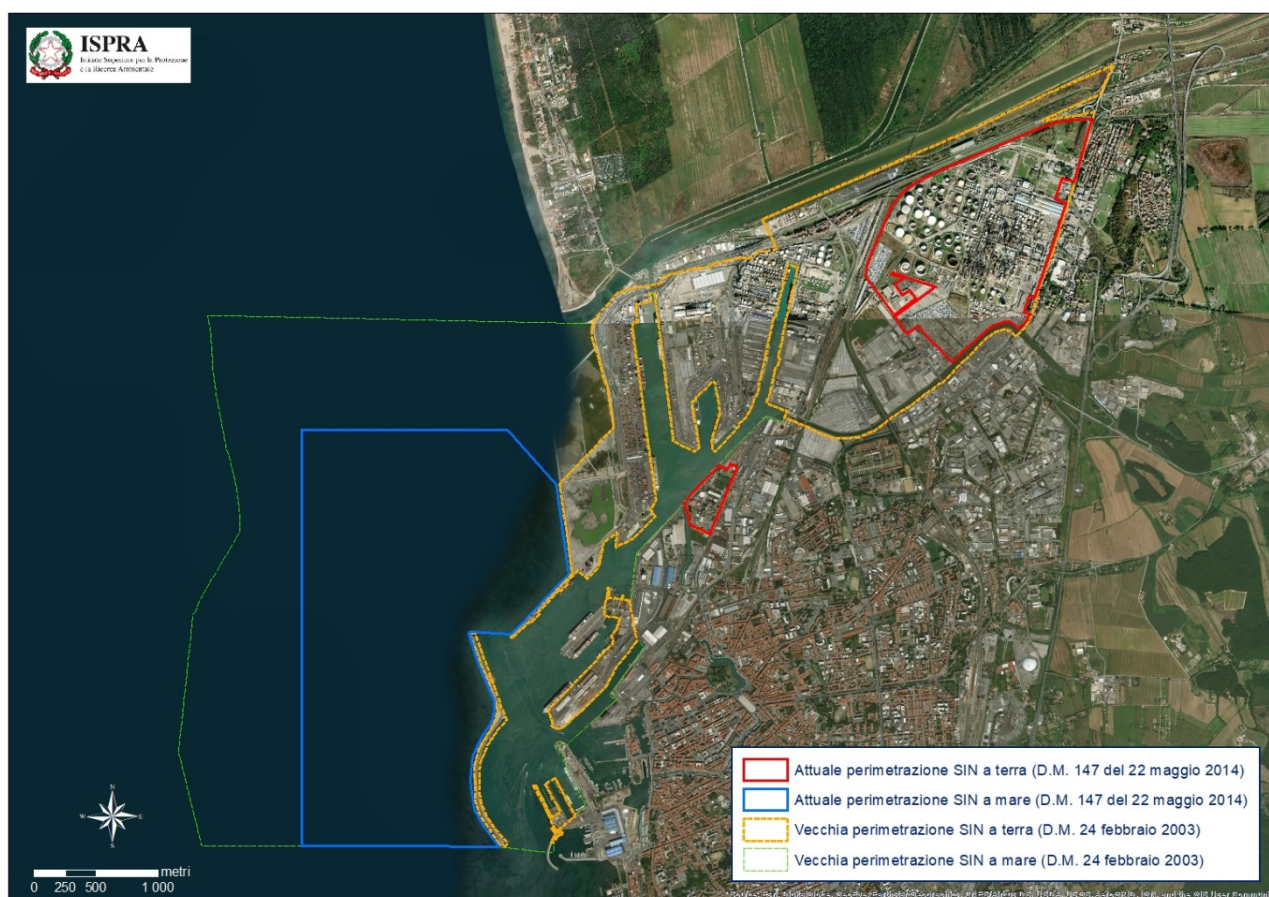 ISPRA
Istituto Superiore per la Protezione
e la Ricerca Ambientale
N
W E
S
metri
0 250 500 1 000
Attuale perimetrazione SIN a terra (D.M. 147 del 22 maggio 2014)
Attuale perimetrazione SIN a mare (D.M. 147 del 22 maggio 2014)
Vecchia perimetrazione SIN a terra (D.M. 24 febbraio 2003)
Vecchia perimetrazione SIN a mare (D.M. 24 febbraio 2003)